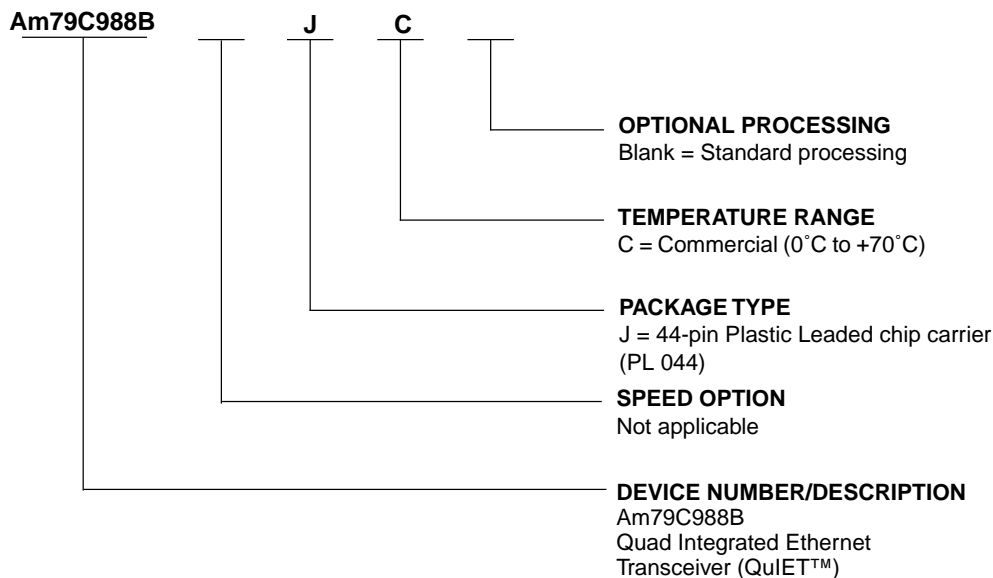 Am79C988B J C
OPTIONAL PROCESSING
Blank = Standard processing
TEMPERATURE RANGE
C = Commercial (0˚C to +70˚C)
PACKAGE TYPE
J = 44-pin Plastic Leaded chip carrier
(PL 044)
SPEED OPTION
Not applicable
DEVICE NUMBER/DESCRIPTION
Am79C988B
Quad Integrated Ethernet
Transceiver (QuIET™)